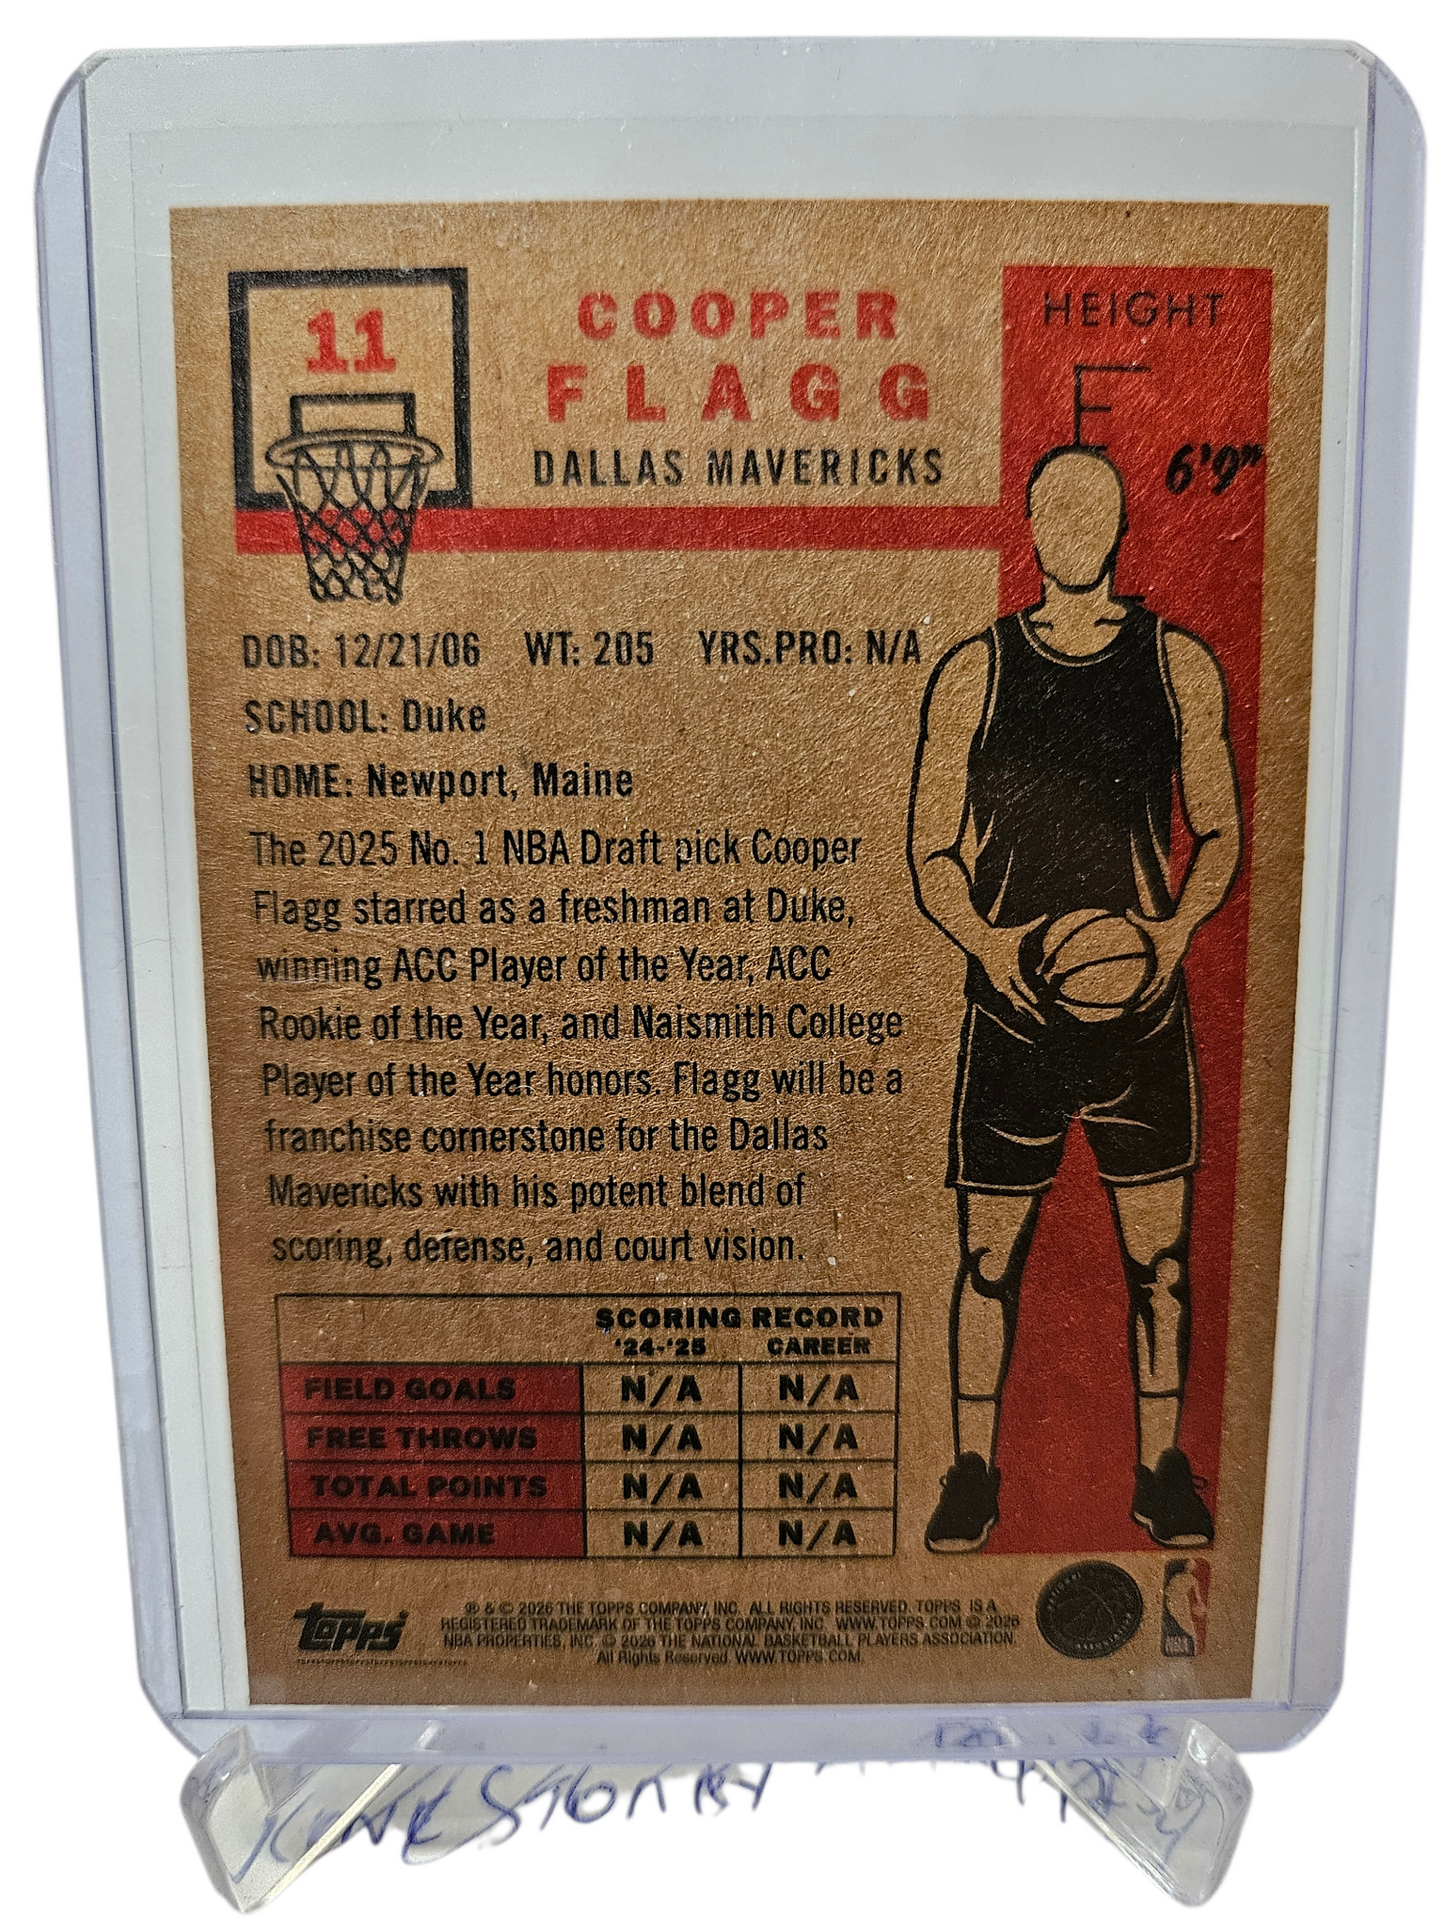 11
COOPER
FLAGG
DALLAS MAVERICKS
HEIGHT
6'9"
DOB: 12/21/06 WT: 205 YRS.PRO: N/A
SCHOOL: Duke
HOME: Newport, Maine
The 2025 No. 1 NBA Draft pick Cooper
Flagg starred as a freshman at Duke,
winning ACC Player of the Year, ACC
Rookie of the Year, and Naismith College
Player of the Year honors. Flagg will be a
franchise cornerstone for the Dallas
Mavericks with his potent blend of
scoring, defense, and court vision.
SCORING RECORD
'24-'25 CAREER
FIELD GOALS N/A N/A
FREE THROWS N/A N/A
TOTAL POINTS N/A N/A
AVG. GAME N/A N/A
topps
® & © 2026 THE TOPPS COMPANY, INC. ALL RIGHTS RESERVED. TOPPS IS A
REGISTERED TRADEMARK OF THE TOPPS COMPANY, INC. WWW.TOPPS.COM © 2026
NBA PROPERTIES, INC. © 2026 THE NATIONAL BASKETBALL PLAYERS ASSOCIATION.
All Rights Reserved. WWW.TOPPS.COM.
NBA